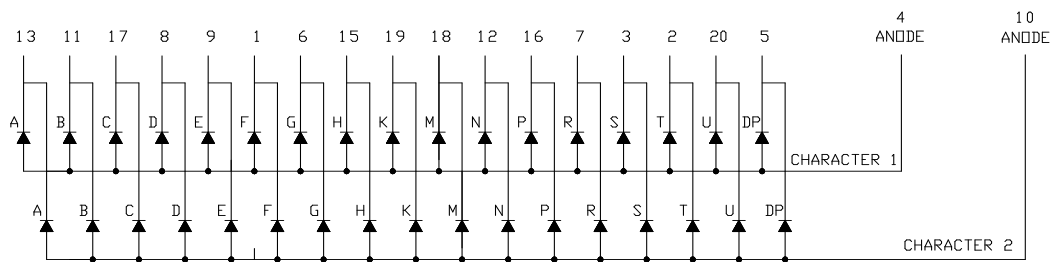 4 10
13 11 17 8 9 1 6 15 19 18 12 16 7 3 2 20 5 ANODE ANODE
A B C D E F G H K M N P R S T U DP
CHARACTER 1
A B C D E F G H K M N P R S T U DP
CHARACTER 2